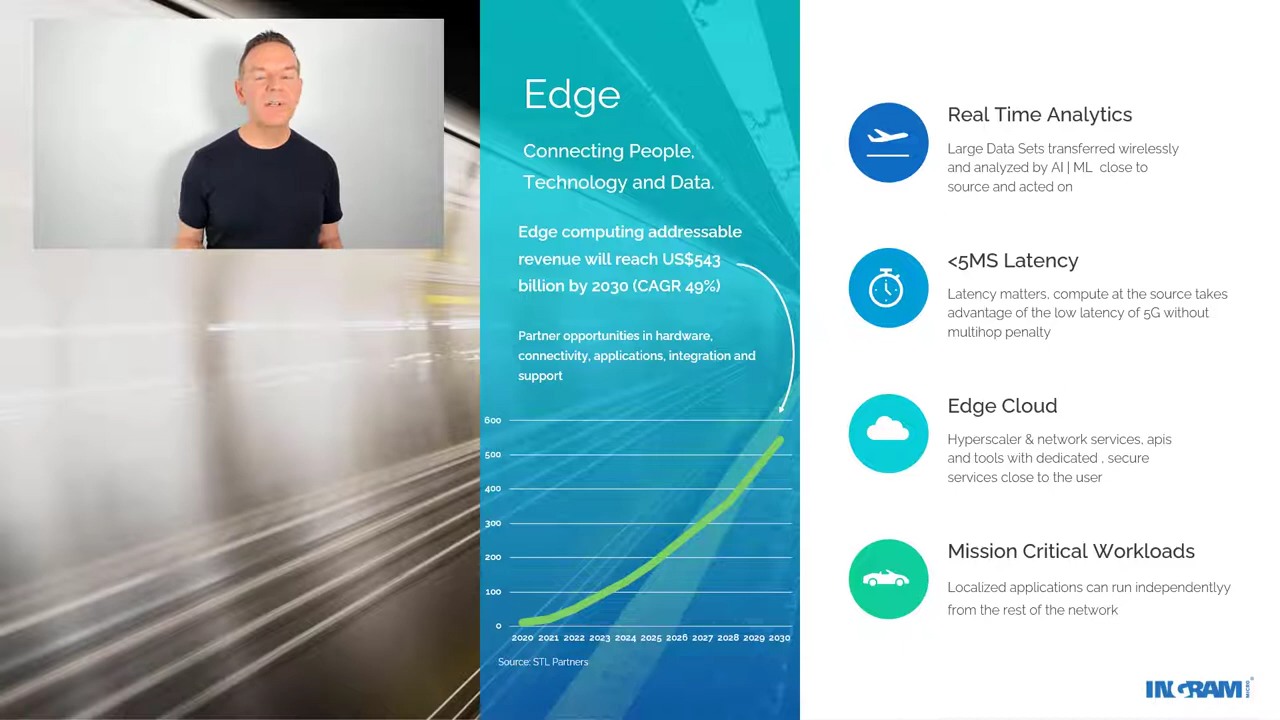 Edge
Connecting People,
Technology and Data.
Edge computing addressable
revenue will reach US$543
billion by 2030 (CAGR 49%)
Partner opportunities in hardware,
connectivity, applications, integration and
support
600
500
400
300
200
100
0
2020 2021 2022 2023 2024 2025 2026 2027 2028 2029 2030
Source: STL Partners
Real Time Analytics
Large Data Sets transferred wirelessly
and analyzed by AI | ML close to
source and acted on
<5MS Latency
Latency matters, compute at the source takes
advantage of the low latency of 5G without
multihop penalty
Edge Cloud
Hyperscaler & network services, apis
and tools with dedicated , secure
services close to the user
Mission Critical Workloads
Localized applications can run independentlyy
from the rest of the network
INGRAM MICRO